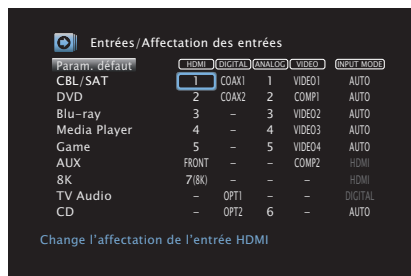 Entrées/Affectation des entrées
Param. défaut HDMI DIGITAL ANALOG VIDEO INPUT MODE
CBL/SAT 1 COAX1 1 VIDEO1 AUTO
DVD 2 COAX2 2 COMP1 AUTO
Blu-ray 3 – 3 VIDEO2 AUTO
Media Player 4 – 4 VIDEO3 AUTO
Game 5 – 5 VIDEO4 AUTO
AUX FRONT – – COMP2 HDMI
8K 7(8K) – – – HDMI
TV Audio – OPT1 – – DIGITAL
CD – OPT2 6 – AUTO
Change l'affectation de l'entrée HDMI